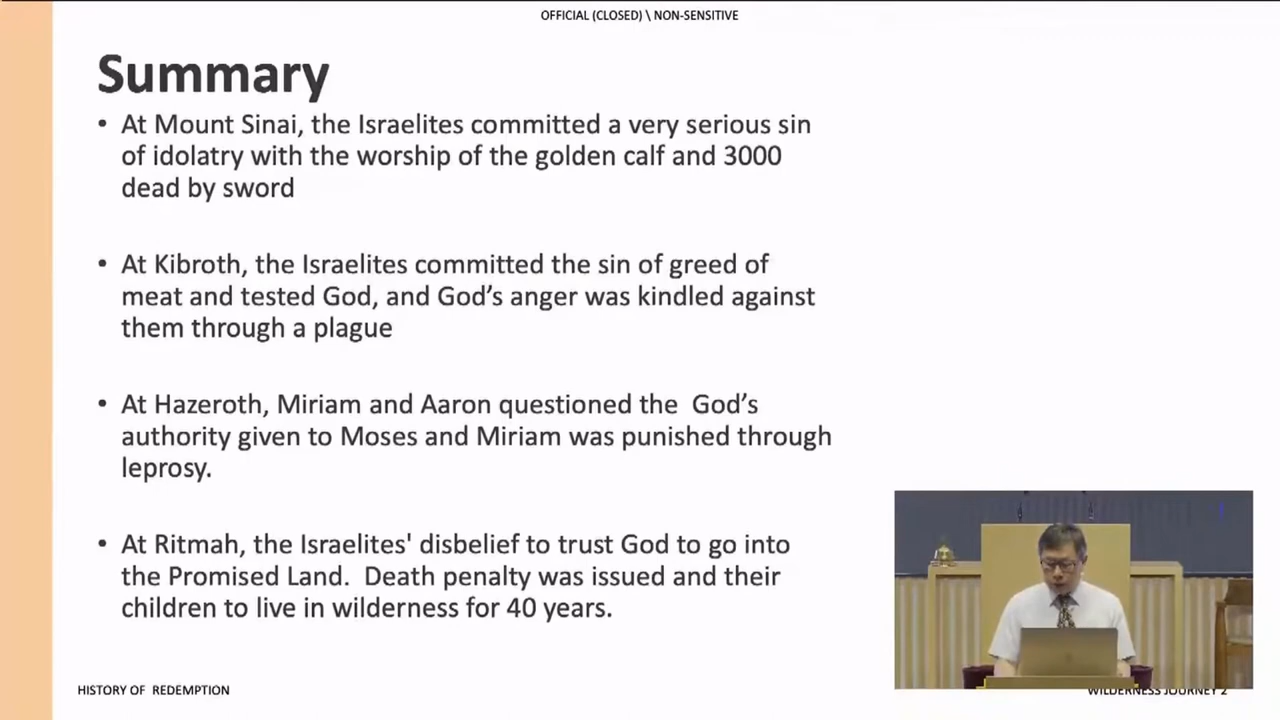 OFFICIAL (CLOSED) \ NON-SENSITIVE
Summary
• At Mount Sinai, the Israelites committed a very serious sin
of idolatry with the worship of the golden calf and 3000
dead by sword
• At Kibroth, the Israelites committed the sin of greed of
meat and tested God, and God’s anger was kindled against
them through a plague
• At Hazeroth, Miriam and Aaron questioned the  God’s
authority given to Moses and Miriam was punished through
leprosy.
• At Ritmah, the Israelites' disbelief to trust God to go into
the Promised Land.  Death penalty was issued and their
children to live in wilderness for 40 years.
HISTORY OF  REDEMPTION
WILDERNESS JOURNEY 2